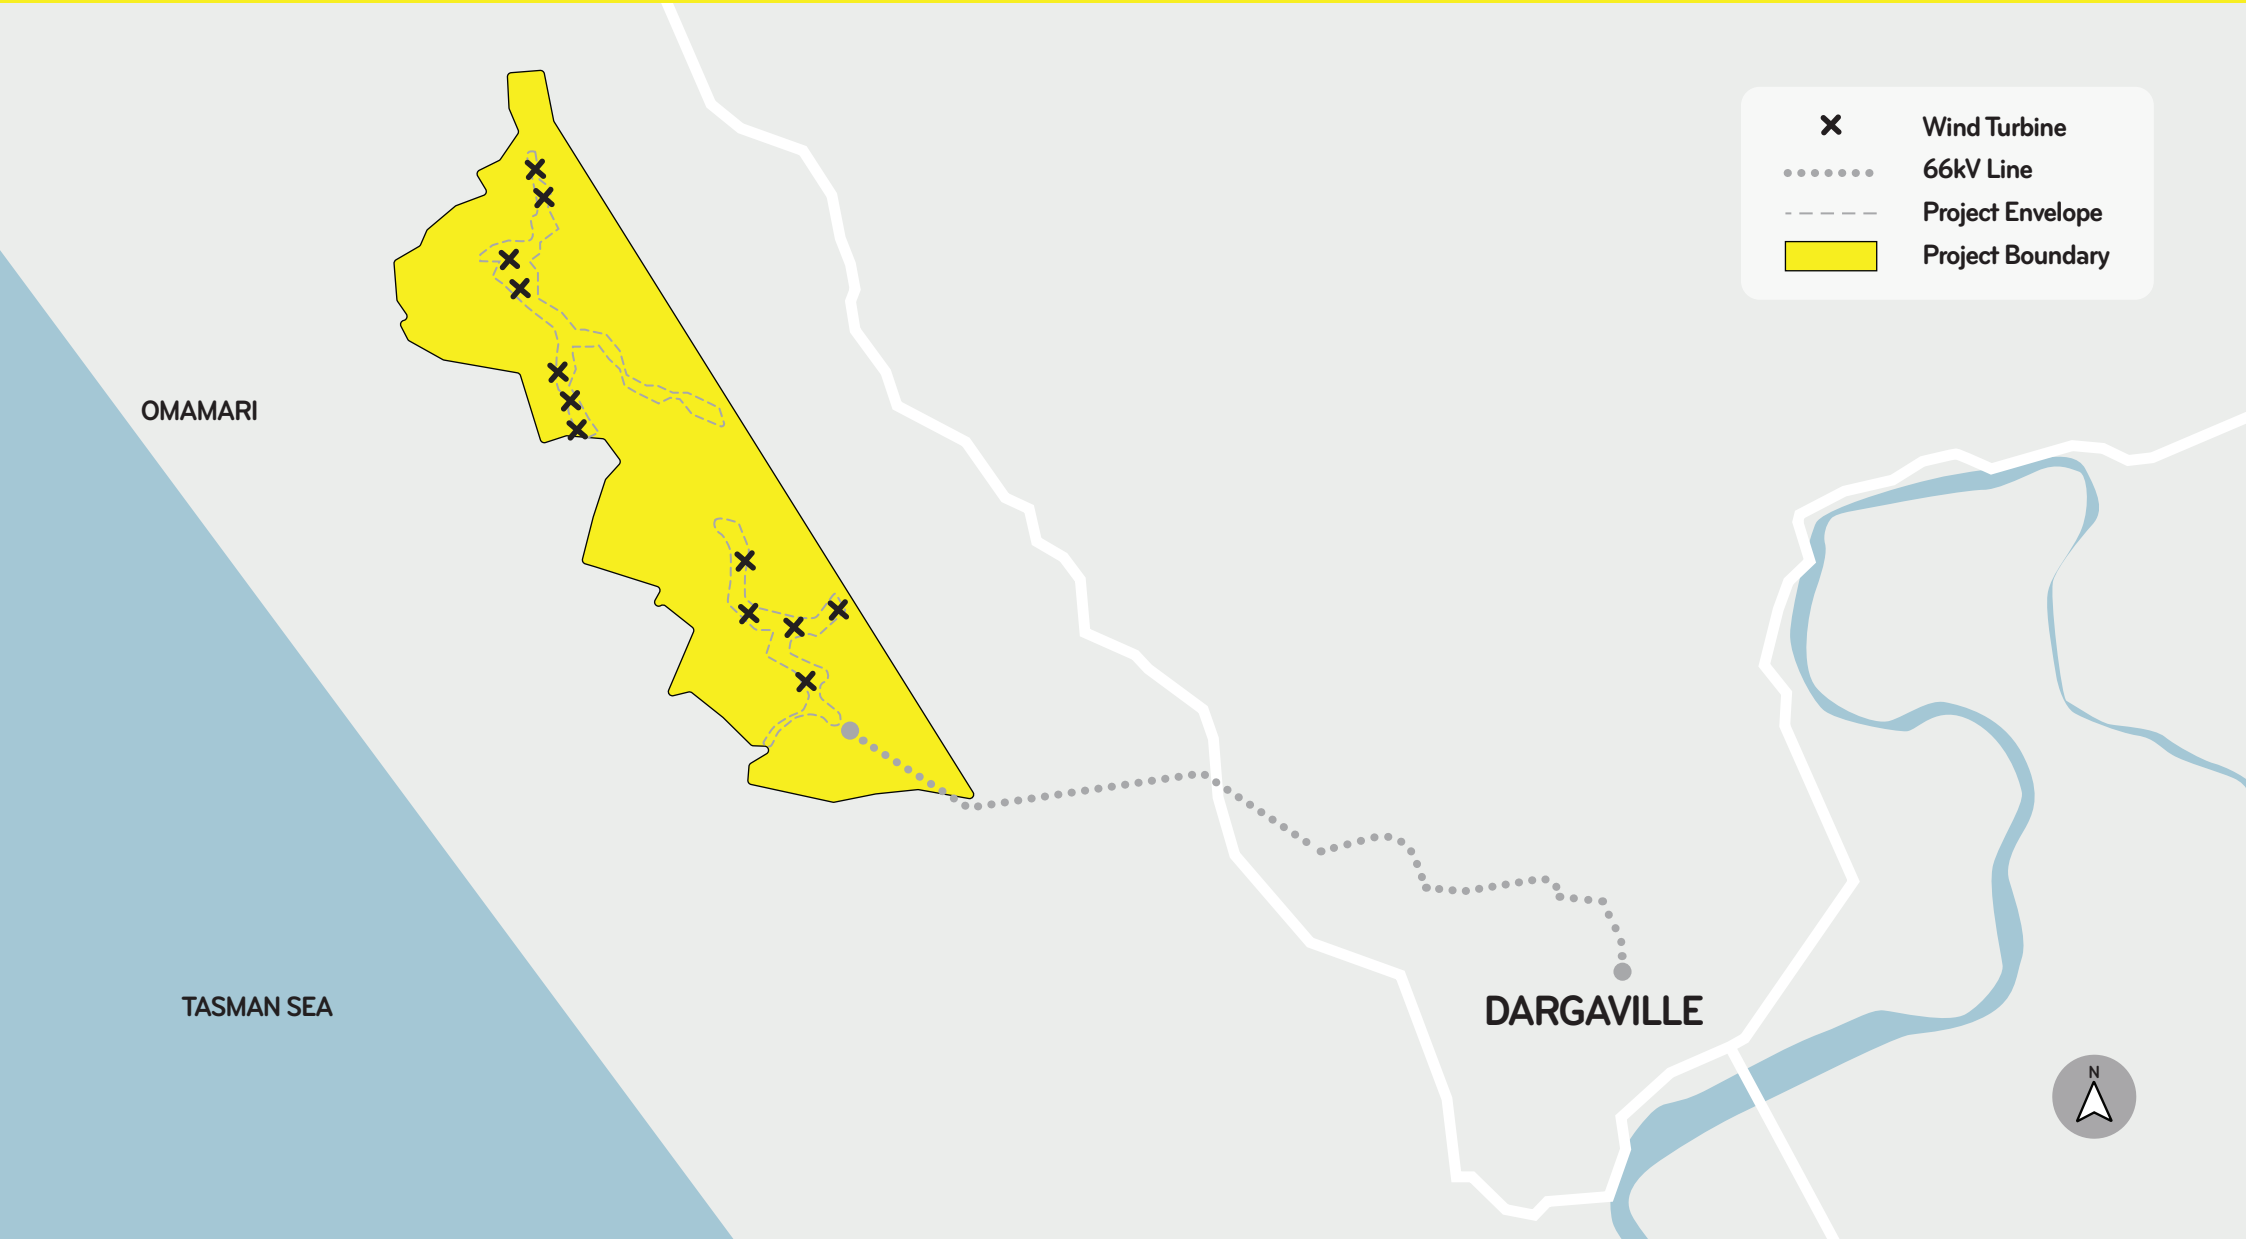 Wind Turbine
66kV Line
Project Envelope
Project Boundary
OMAMARI
TASMAN SEA
DARGAVILLE
N